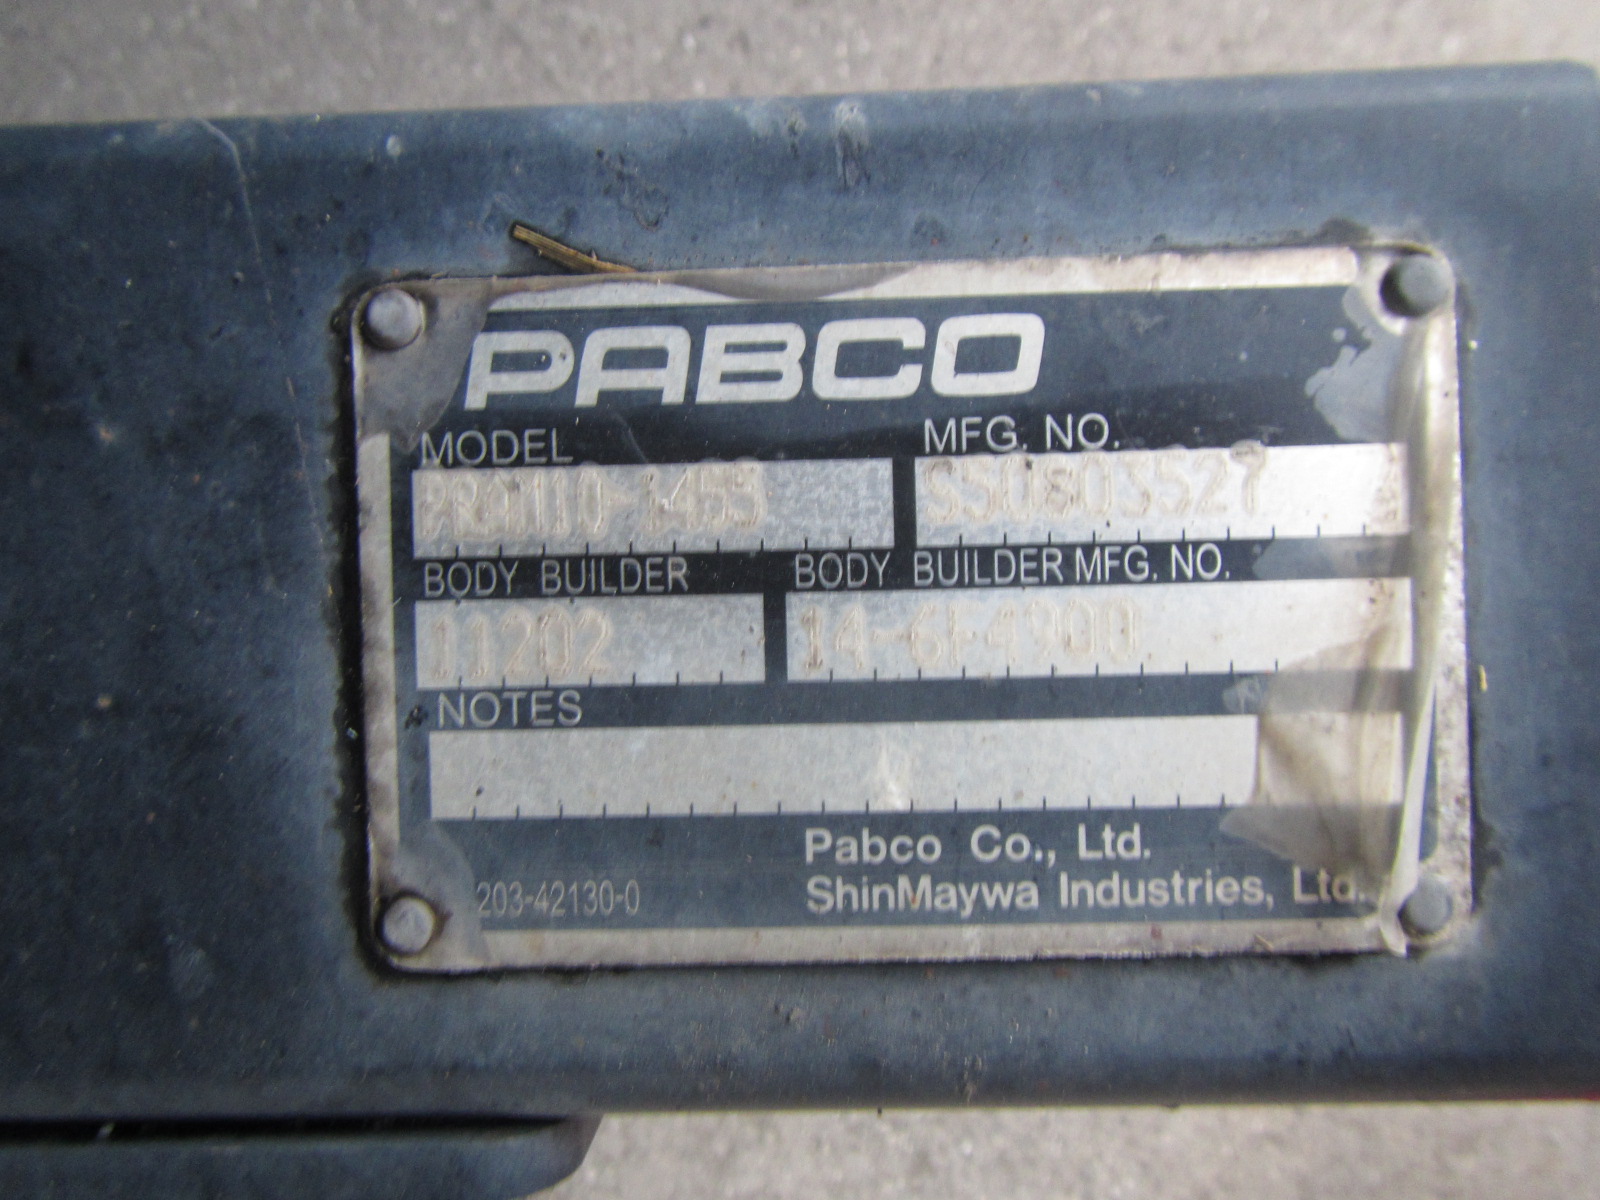 PABCO
MODEL MFG. NO.
S50803527
BODY BUILDER BODY BUILDER MFG. NO.
11202
NOTES
Pabco Co., Ltd.
203-42130-0 ShinMaywa Industries, Ltd.